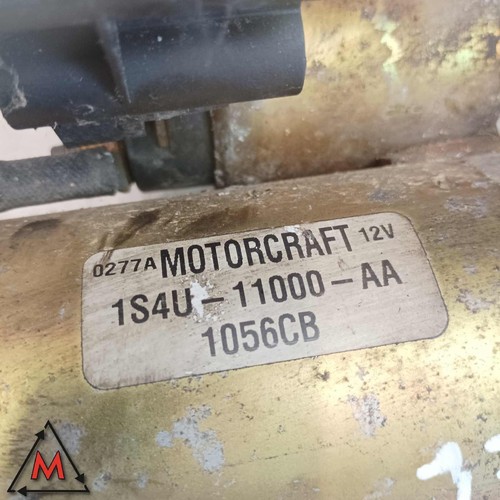 0277A MOTORCRAFT 12V
1S4U-11000-AA
1056CB
M